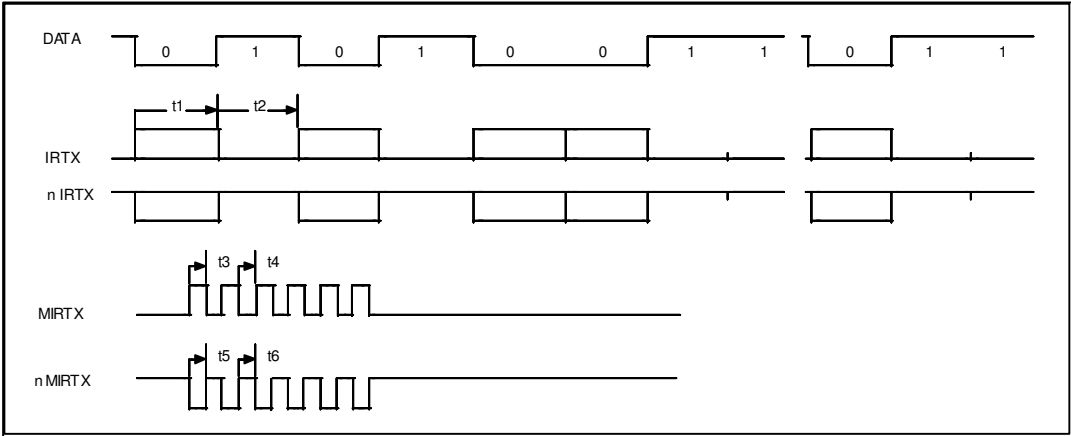 DATA 0 1 0 1 0 0 1 1 0 1 1
t1 t2
IRTX
n IRTX
t3 t4
MIRTX
t5 t6
nMIRTX